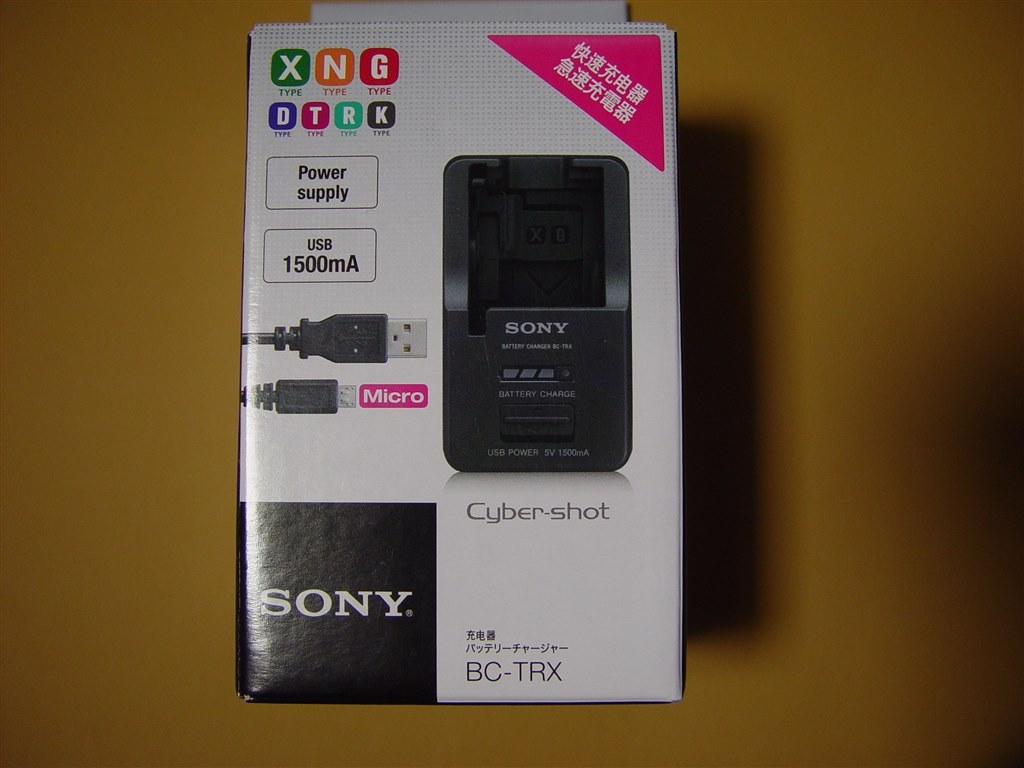 X N G
TYPE TYPE TYPE
D T R K
TYPE TYPE TYPE TYPE
快速充电器
急速充電器
Power
supply
USB
1500mA
Micro
X G
SONY
BATTERY CHARGER BC-TRX
BATTERY CHARGE
USB POWER 5V 1500mA
Cyber-shot
SONY®
充电器
バッテリーチャージャー
BC-TRX